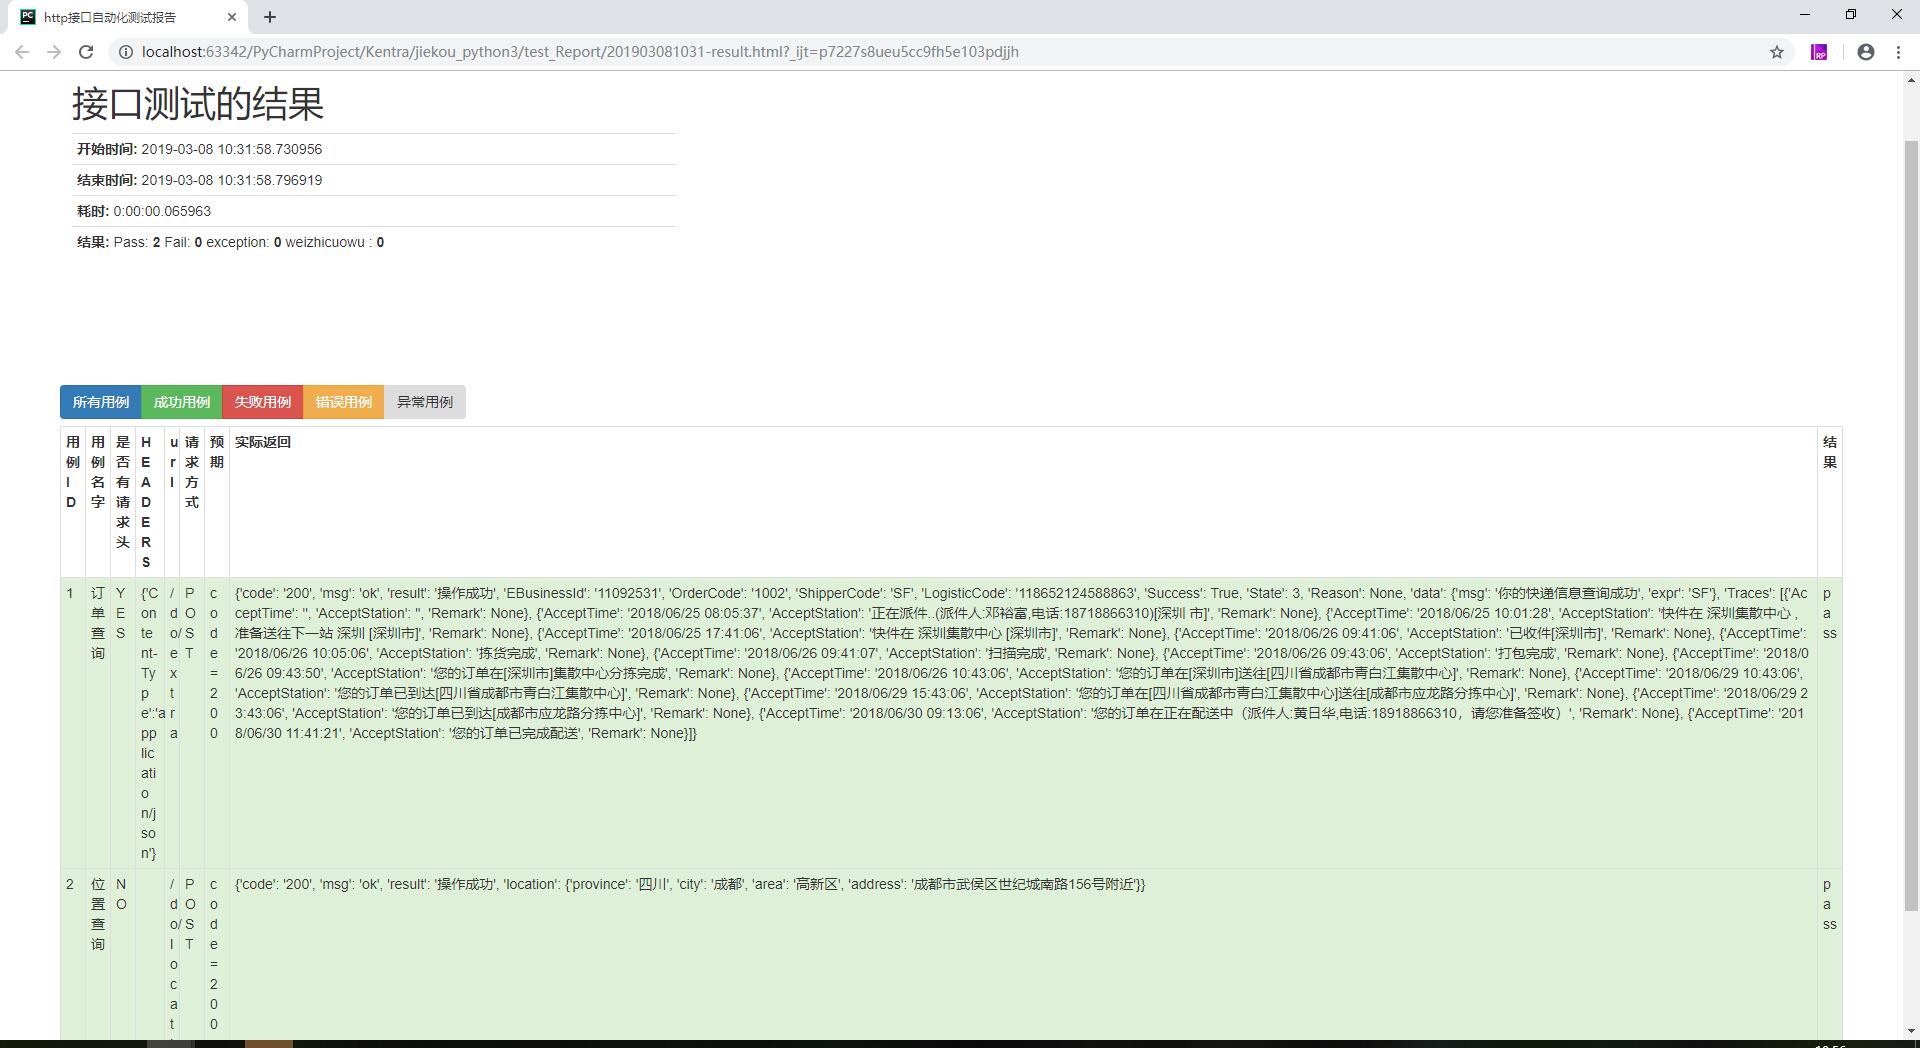 http接口自动化测试报告
localhost:63342/PyCharmProject/Kentra/jiekou_python3/test_Report/201903081031-result.html?_ijt=p7227s8ueu5cc9fh5e103pdjjh
接口测试的结果
开始时间: 2019-03-08 10:31:58.730956
结束时间: 2019-03-08 10:31:58.796919
耗时: 0:00:00.065963
结果: Pass: 2 Fail: 0 exception: 0 weizhicuowu : 0
所有用例 成功用例 失败用例 错误用例 异常用例
用例ID 用例名字 是否有请求头 HEADERS url 请求方式 预期 实际返回 结果
1 订单查询 YES {'Content-Type':'application/json'} /do/extra POST code=200
{'code': '200', 'msg': 'ok', 'result': '操作成功', 'EBusinessId': '11092531', 'OrderCode': '1002', 'ShipperCode': 'SF', 'LogisticCode': '118652124588863', 'Success': True, 'State': 3, 'Reason': None, 'data': {'msg': '你的快递信息查询成功', 'expr': 'SF'}, 'Traces': [{'Ac
ceptTime': '', 'AcceptStation': '', 'Remark': None}, {'AcceptTime': '2018/06/25 08:05:37', 'AcceptStation': '正在派件..(派件人:邓裕富,电话:18718866310)[深圳 市]', 'Remark': None}, {'AcceptTime': '2018/06/25 10:01:28', 'AcceptStation': '快件在 深圳集散中心 ,
准备送往下一站 深圳 [深圳市]', 'Remark': None}, {'AcceptTime': '2018/06/25 17:41:06', 'AcceptStation': '快件在 深圳集散中心 [深圳市]', 'Remark': None}, {'AcceptTime': '2018/06/26 09:41:06', 'AcceptStation': '已收件[深圳市]', 'Remark': None}, {'AcceptTime':
'2018/06/26 10:05:06', 'AcceptStation': '拣货完成', 'Remark': None}, {'AcceptTime': '2018/06/26 09:41:07', 'AcceptStation': '扫描完成', 'Remark': None}, {'AcceptTime': '2018/06/26 09:43:06', 'AcceptStation': '打包完成', 'Remark': None}, {'AcceptTime': '2018/0
6/26 09:43:50', 'AcceptStation': '您的订单在[深圳市]集散中心分拣完成', 'Remark': None}, {'AcceptTime': '2018/06/26 10:43:06', 'AcceptStation': '您的订单在[深圳市]送往[四川省成都市青白江集散中心]', 'Remark': None}, {'AcceptTime': '2018/06/29 10:43:06',
'AcceptStation': '您的订单已到达[四川省成都市青白江集散中心]', 'Remark': None}, {'AcceptTime': '2018/06/29 15:43:06', 'AcceptStation': '您的订单在[四川省成都市青白江集散中心]送往[成都市应龙路分拣中心]', 'Remark': None}, {'AcceptTime': '2018/06/29 2
3:43:06', 'AcceptStation': '您的订单已到达[成都市应龙路分拣中心]', 'Remark': None}, {'AcceptTime': '2018/06/30 09:13:06', 'AcceptStation': '您的订单在正在配送中（派件人:黄日华,电话:18918866310，请您准备签收）', 'Remark': None}, {'AcceptTime': '201
8/06/30 11:41:21', 'AcceptStation': '您的订单已完成配送', 'Remark': None}]}
pass
2 位置查询 NO /do/locat POST code=200
{'code': '200', 'msg': 'ok', 'result': '操作成功', 'location': {'province': '四川', 'city': '成都', 'area': '高新区', 'address': '成都市武侯区世纪城南路156号附近'}}
pass